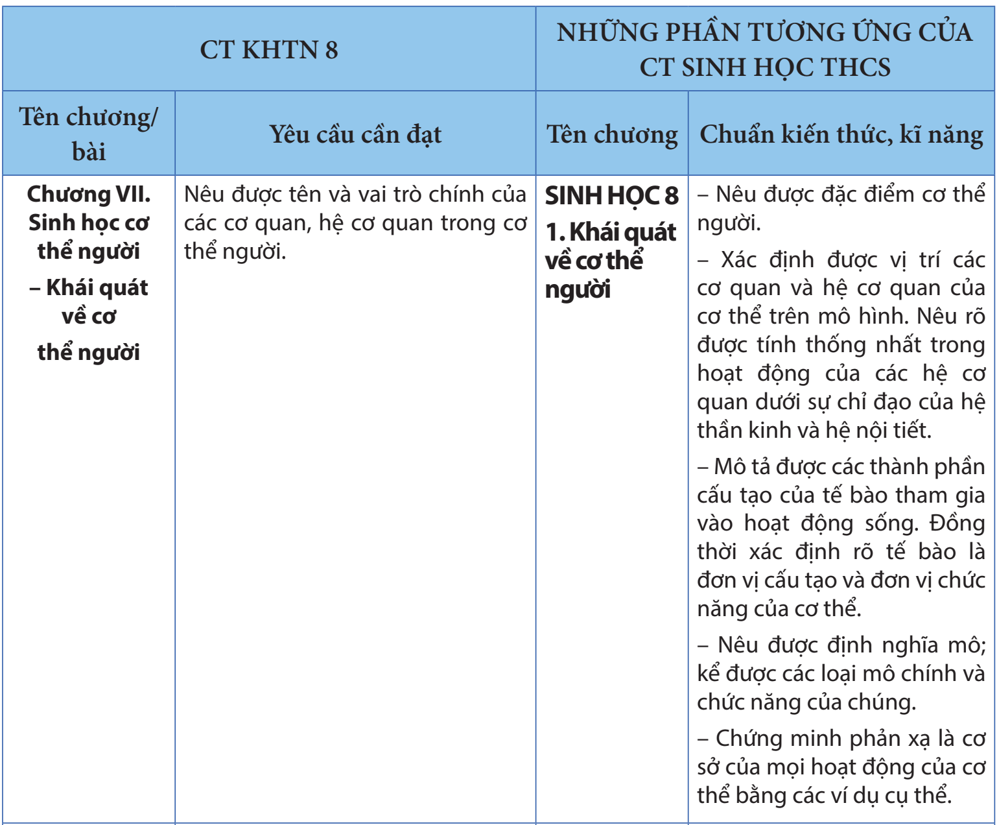 CT KHTN 8
NHỮNG PHẦN TƯƠNG ỨNG CỦA
CT SINH HỌC THCS
Tên chương/
bài
Yêu cầu cần đạt
Tên chương
Chuẩn kiến thức, kĩ năng
Chương VII.
Sinh học cơ
thể người
– Khái quát
về cơ
thể người
Nêu được tên và vai trò chính của
các cơ quan, hệ cơ quan trong cơ
thể người.
SINH HỌC 8
1. Khái quát
về cơ thể
người
– Nêu được đặc điểm cơ thể
người.
– Xác định được vị trí các
cơ quan và hệ cơ quan của
cơ thể trên mô hình. Nêu rõ
được tính thống nhất trong
hoạt động của các hệ cơ
quan dưới sự chỉ đạo của hệ
thần kinh và hệ nội tiết.
– Mô tả được các thành phần
cấu tạo của tế bào tham gia
vào hoạt động sống. Đồng
thời xác định rõ tế bào là
đơn vị cấu tạo và đơn vị chức
năng của cơ thể.
– Nêu được định nghĩa mô;
kể được các loại mô chính và
chức năng của chúng.
– Chứng minh phản xạ là cơ
sở của mọi hoạt động của cơ
thể bằng các ví dụ cụ thể.